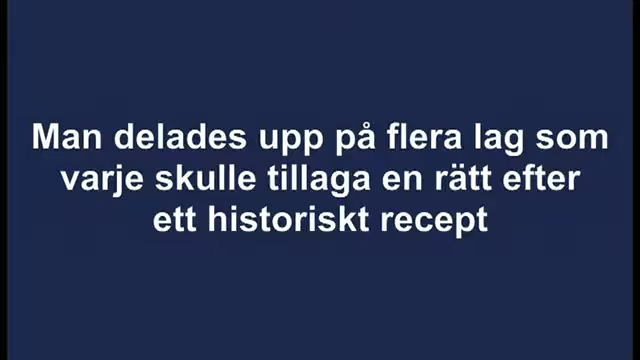 Man delades upp på flera lag som
varje skulle tillaga en rätt efter
ett historiskt recept